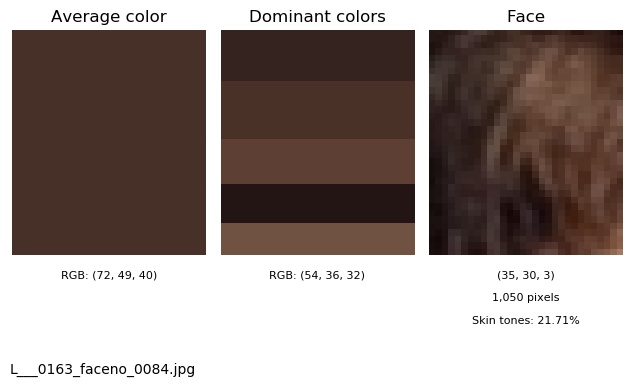 Average color
Dominant colors
Face
RGB: (72, 49, 40)
RGB: (54, 36, 32)
(35, 30, 3)
1,050 pixels
Skin tones: 21.71%
L___0163_faceno_0084.jpg